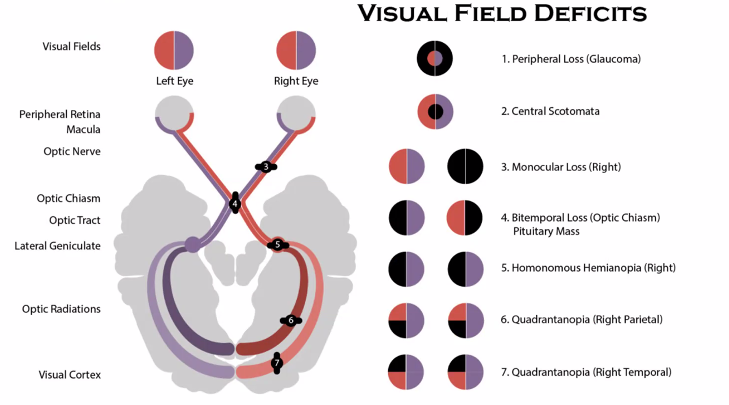 VISUAL FIELD DEFICITS
Visual Fields
Left Eye
Right Eye
Peripheral Retina
Macula
Optic Nerve
Optic Chiasm
Optic Tract
Lateral Geniculate
Optic Radiations
Visual Cortex
3
4
5
6
7
1. Peripheral Loss (Glaucoma)
2. Central Scotomata
3. Monocular Loss (Right)
4. Bitemporal Loss (Optic Chiasm)
Pituitary Mass
5. Homonomous Hemianopia (Right)
6. Quadrantanopia (Right Parietal)
7. Quadrantanopia (Right Temporal)